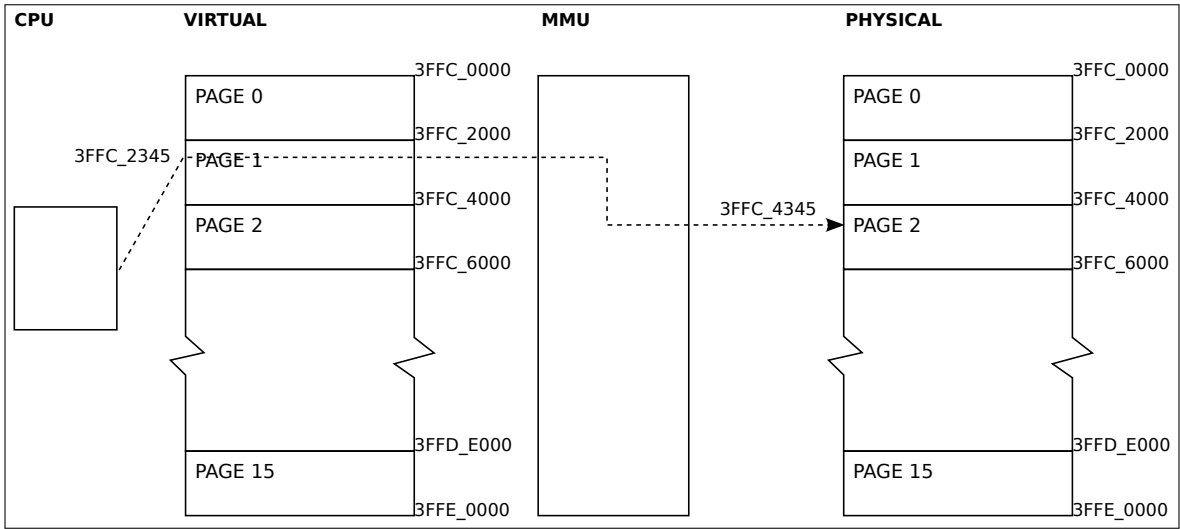 CPU VIRTUAL MMU PHYSICAL
3FFC_0000 3FFC_0000
PAGE 0 PAGE 0
3FFC_2000 3FFC_2000
3FFC_2345 PAGE 1 PAGE 1
3FFC_4000 3FFC_4000
3FFC_4345
PAGE 2 PAGE 2
3FFC_6000 3FFC_6000
3FFD_E000 3FFD_E000
PAGE 15 PAGE 15
3FFE_0000 3FFE_0000